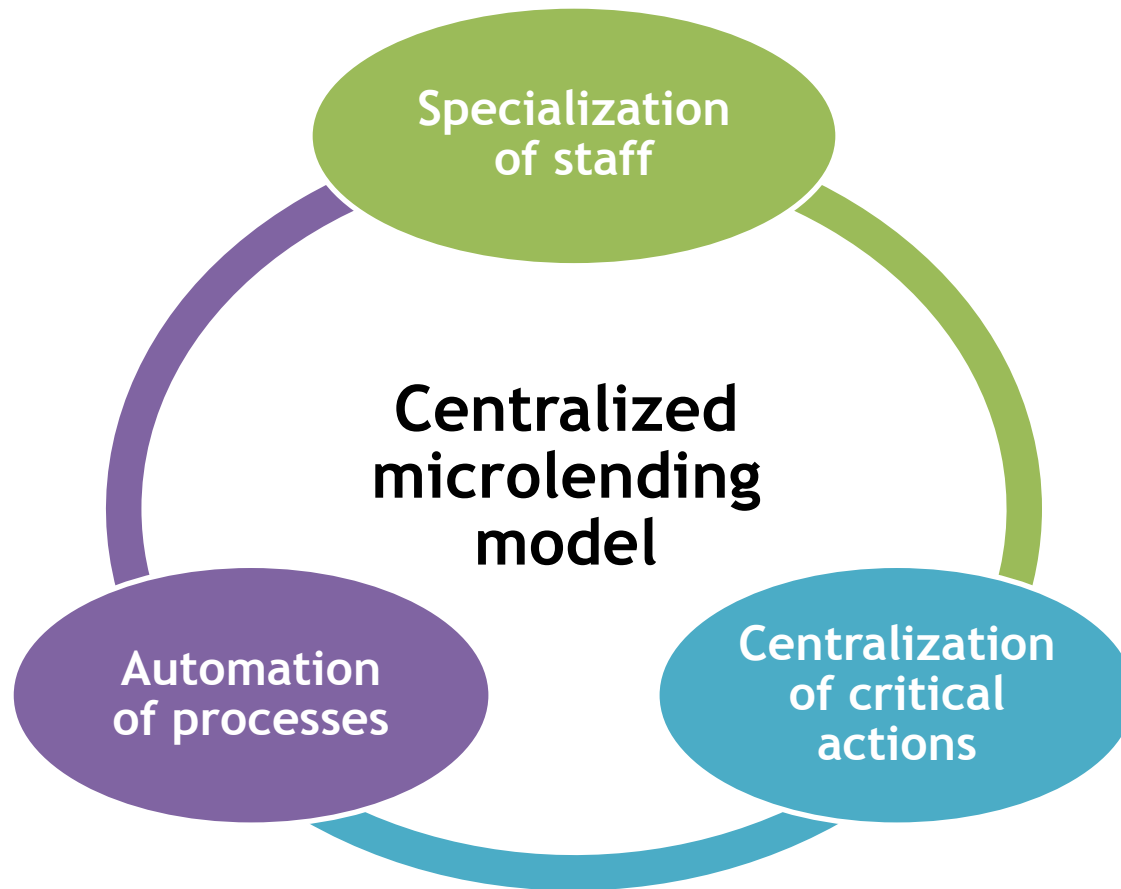 Specialization
of staff
Centralized
microlending
model
Automation
of processes
Centralization
of critical
actions